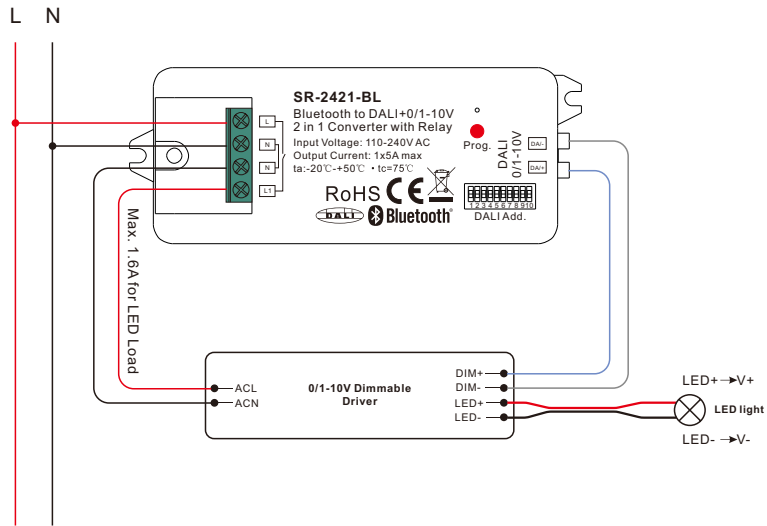 L N
SR-2421-BL
Bluetooth to DALI+0/1-10V
2 in 1 Converter with Relay
Input Voltage: 110-240V AC
Output Current: 1x5A max
ta:-20℃-+50℃ • tc=75℃
RoHS CE
DALI Bluetooth®
L
N
N
L1
Prog.
DALI
0/1-10V
DA/-
DA/+
1 2 3 4 5 6 7 8 9 10
DALI Add.
Max. 1.6A for LED Load
ACL
ACN
0/1-10V Dimmable
Driver
DIM+
DIM-
LED+
LED-
LED+→V+
LED light
LED-→V-